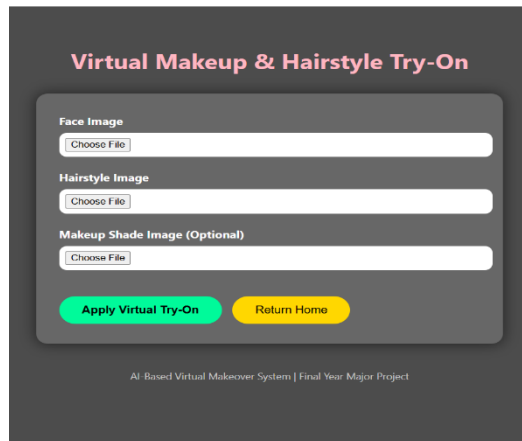 Virtual Makeup & Hairstyle Try-On
Face Image
Choose File
Hairstyle Image
Choose File
Makeup Shade Image (Optional)
Choose File
Apply Virtual Try-On Return Home
AI-Based Virtual Makeover System | Final Year Major Project